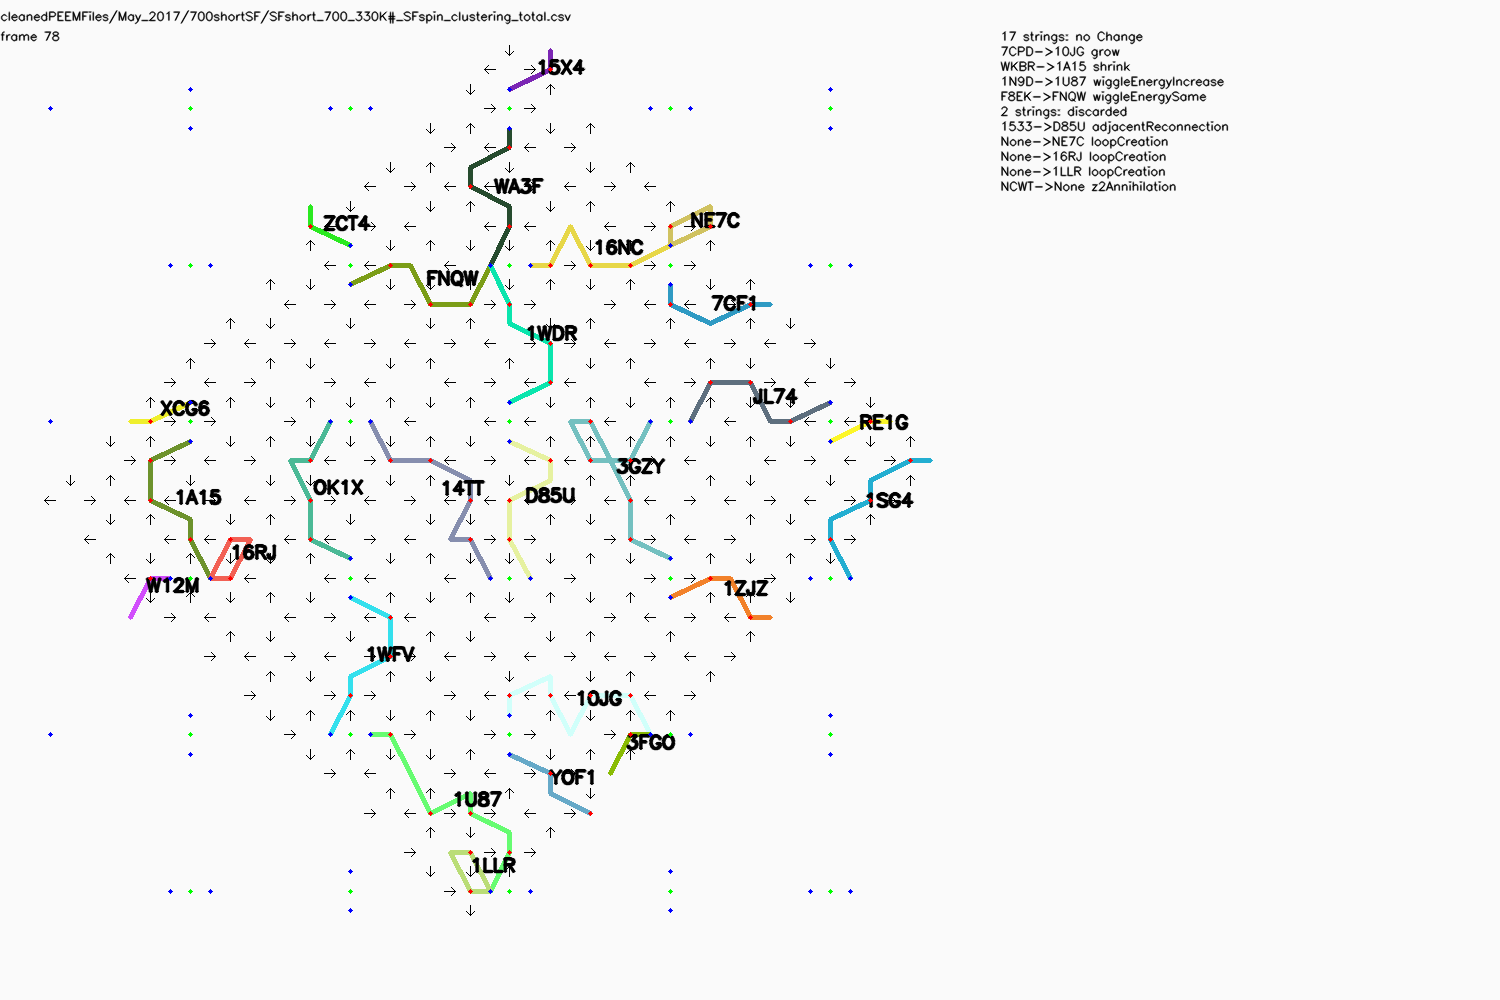 cleanedPEEMFiles/May_2017/700shortSF/SFshort_700_330K#_SFspin_clustering_total.csv
frame 78
17 strings: no Change
7CPD->10JG grow
WKBR->1A15 shrink
1N9D->1U87 wiggleEnergyIncrease
F8EK->FNQW wiggleEnergySame
2 strings: discarded
1533->D85U adjacentReconnection
None->NE7C loopCreation
None->16RJ loopCreation
None->1LLR loopCreation
NCWT->None z2Annihilation
15X4
WA3F
ZCT4
NE7C
16NC
FNQW
7CF1
1WDR
JL74
XCG6
RE1G
3GZY
OK1X
14TT
D85U
1A15
1SG4
16RJ
W12M
1ZJZ
1WFV
10JG
3FGO
YOF1
1U87
1LLR